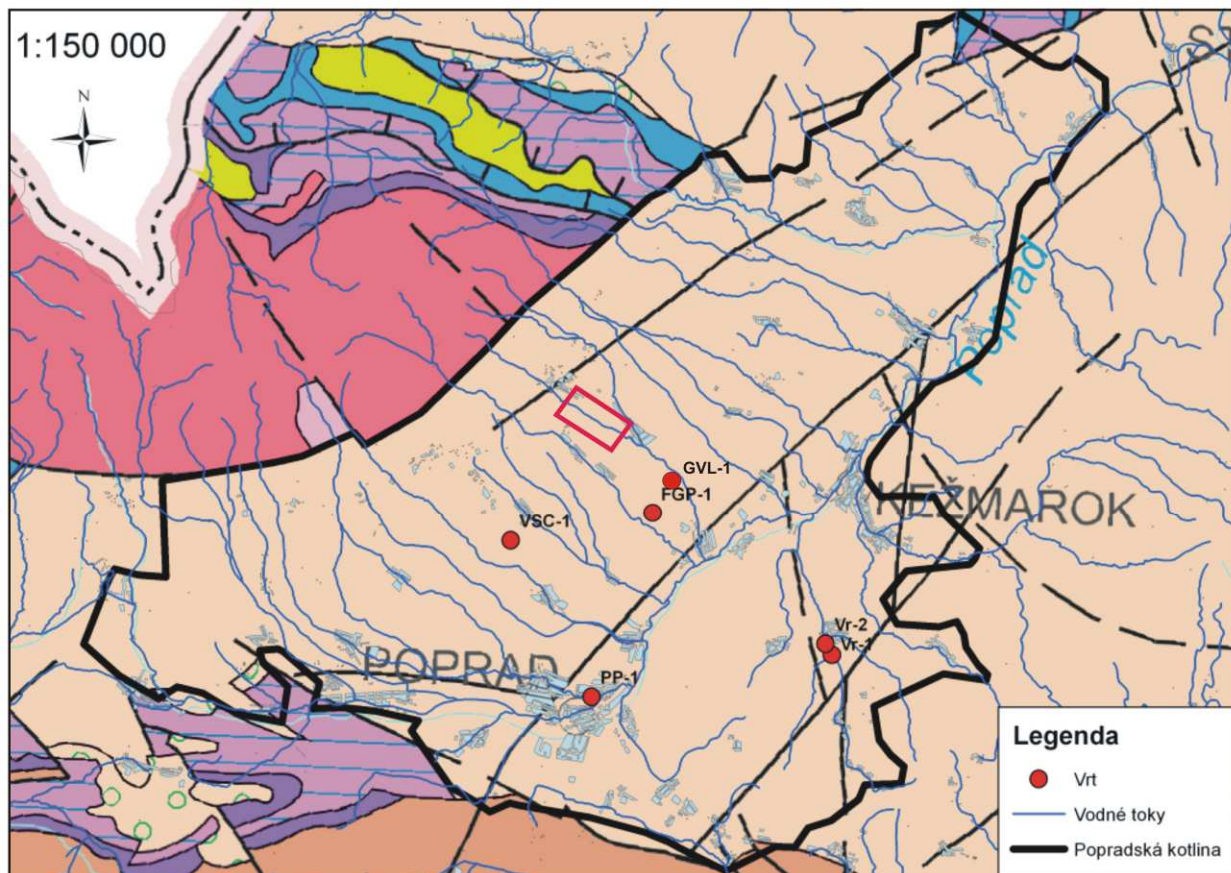 1:150 000
N
ST
Poprad
GVL-1
FGP-1
VSC-1
KEŽMAROK
Vr-2
Vr-1
POPRAD
PP-1
Legenda
Vrt
Vodné toky
Popradská kotlina